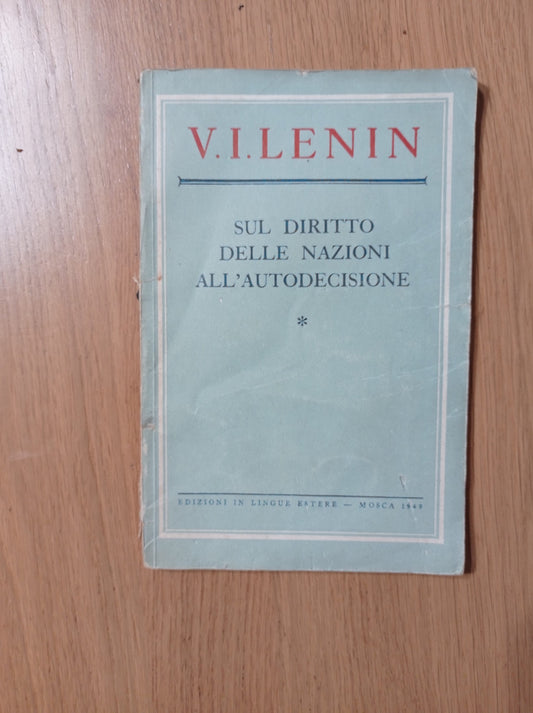 V. I. LENIN
SUL DIRITTO
DELLE NAZIONI
ALL'AUTODECISIONE
*
EDIZIONI IN LINGUE ESTERE — MOSCA 1949